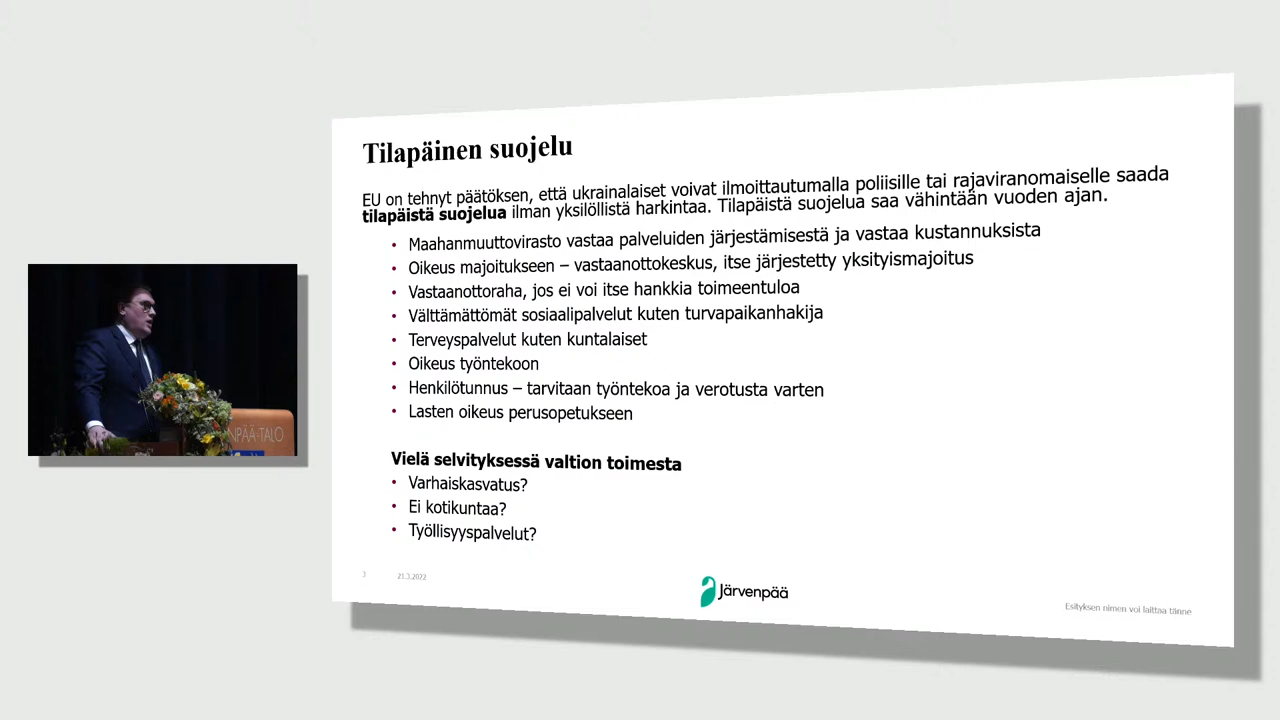 Tilapäinen suojelu
EU on tehnyt päätöksen, että ukrainalaiset voivat ilmoittautumalla poliisille tai rajaviranomaiselle saada
tilapäistä suojelua ilman yksilöllistä harkintaa. Tilapäistä suojelua saa vähintään vuoden ajan.
• Maahanmuuttovirasto vastaa palveluiden järjestämisestä ja vastaa kustannuksista
• Oikeus majoitukseen – vastaanottokeskus, itse järjestetty yksityismajoitus
• Vastaanottoraha, jos ei voi itse hankkia toimeentuloa
• Välttämättömät sosiaalipalvelut kuten turvapaikanhakija
• Terveyspalvelut kuten kuntalaiset
• Oikeus työntekoon
• Henkilötunnus – tarvitaan työntekoa ja verotusta varten
• Lasten oikeus perusopetukseen
Vielä selvityksessä valtion toimesta
• Varhaiskasvatus?
• Ei kotikuntaa?
• Työllisyyspalvelut?
3 21.3.2022
Järvenpää
Esityksen nimen voi laittaa tänne
NPÄÄ-TALO